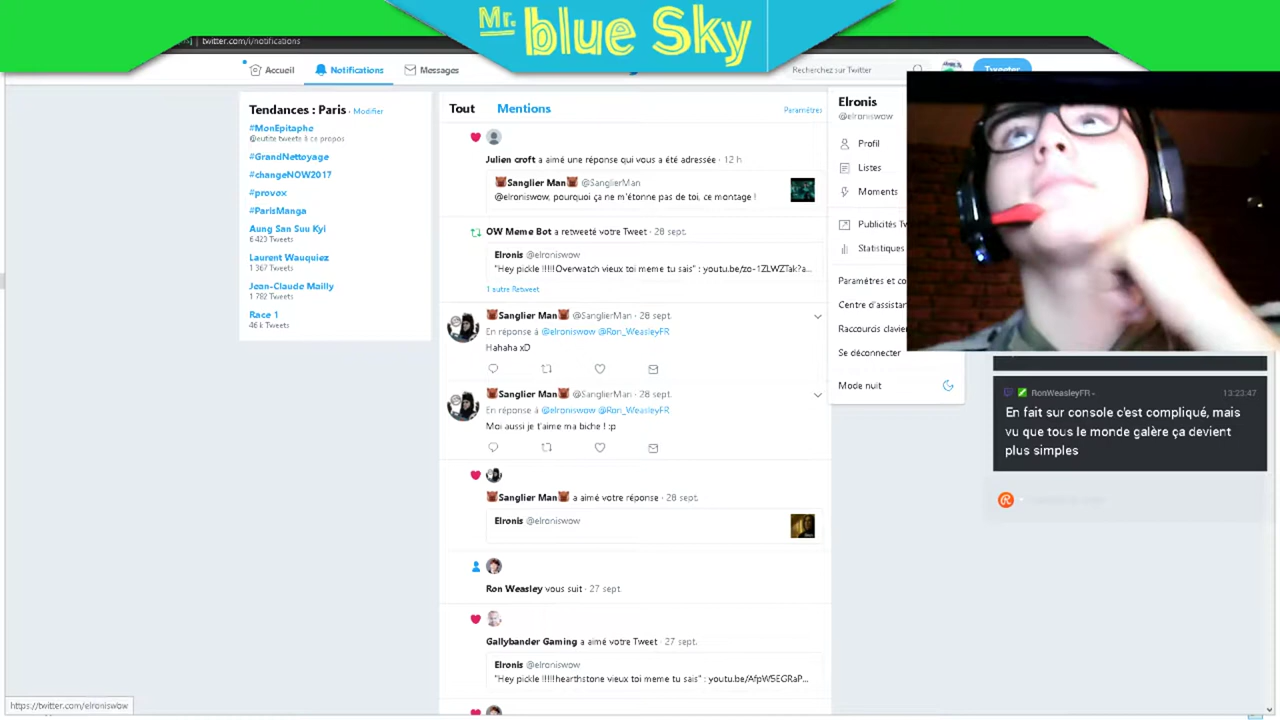 Mr. blue Sky
twitter.com/i/notifications
Accueil
Notifications
Messages
Recherchez sur Twitter
Tweeter
Tendances : Paris · Modifier
#MonEpitaphe
#GrandNettoyage
#changeNOW2017
#provox
#ParisManga
Aung San Suu Kyi
6 423 Tweets
Laurent Wauquiez
1 367 Tweets
Jean-Claude Mailly
1 782 Tweets
Race 1
46 k Tweets
Tout
Mentions
Paramètres
Julien croft a aimé une réponse qui vous a été adressée · 12 h
Sanglier Man @SanglierMan
@elroniswow, pourquoi ça ne m'étonne pas de toi, ce montage !
OW Meme Bot a retweeté votre Tweet · 28 sept.
Elronis @elroniswow
"Hey pickle !!!!!Overwatch vieux toi meme tu sais" : youtu.be/zo-1ZLWZTak?a...
1 autre Retweet
Sanglier Man @SanglierMan · 28 sept.
En réponse à @elroniswow @Ron_WeasleyFR
Hahaha xD
Sanglier Man @SanglierMan · 28 sept.
En réponse à @elroniswow @Ron_WeasleyFR
Moi aussi je t'aime ma biche ! :p
Sanglier Man a aimé votre réponse · 28 sept.
Elronis @elroniswow
Ron Weasley vous suit · 27 sept.
Gallybander Gaming a aimé votre Tweet · 27 sept.
Elronis @elroniswow
"Hey pickle !!!!!hearthstone vieux toi meme tu sais" : youtu.be/AfpW5EGRaP...
Elronis
@elroniswow
Profil
Listes
Moments
Publicités Tw
Statistiques
Paramètres et co
Centre d'assistan
Raccourcis clavier
Se déconnecter
Mode nuit
RonWeasleyFR
13:23:47
En fait sur console c'est compliqué, mais
vu que tous le monde galère ça devient
plus simples
https://twitter.com/elroniswow